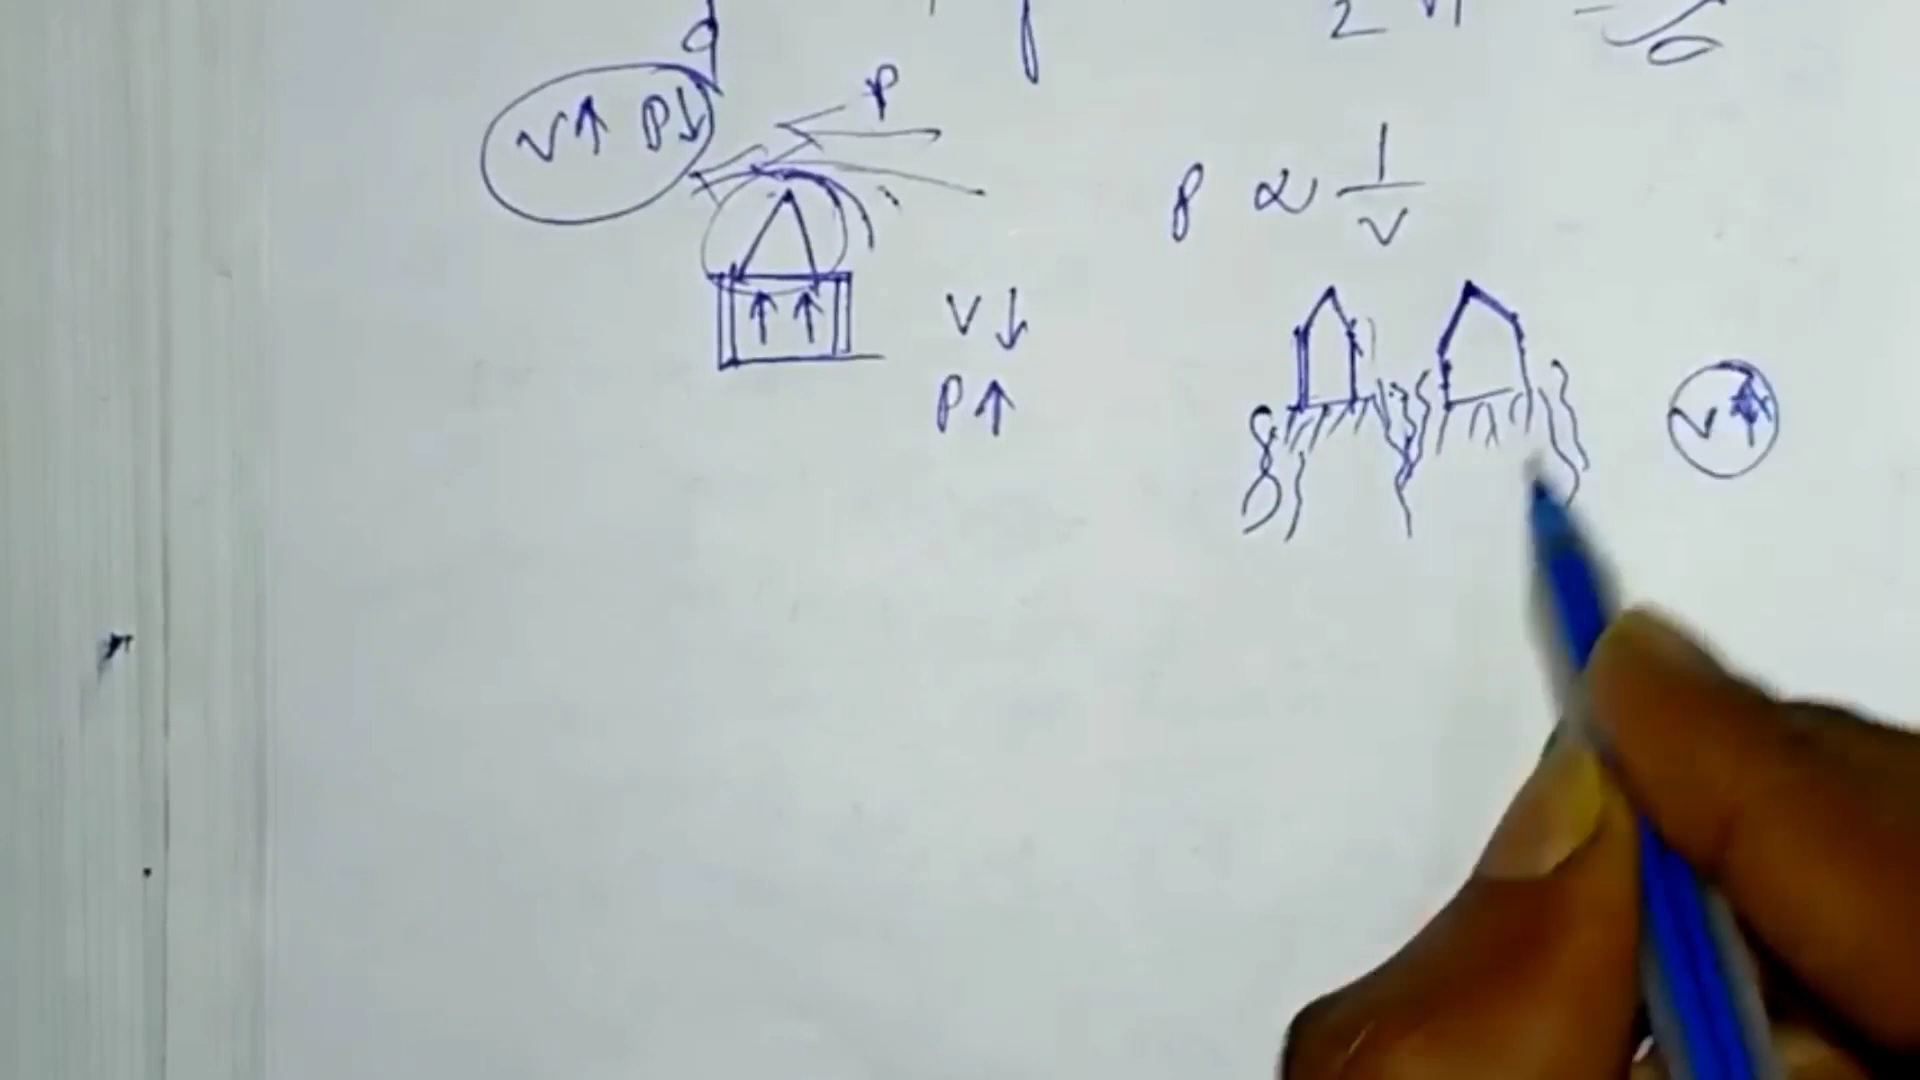 V↑ P↓
P
P ∝ 1/V
V↓
P↑
V↑